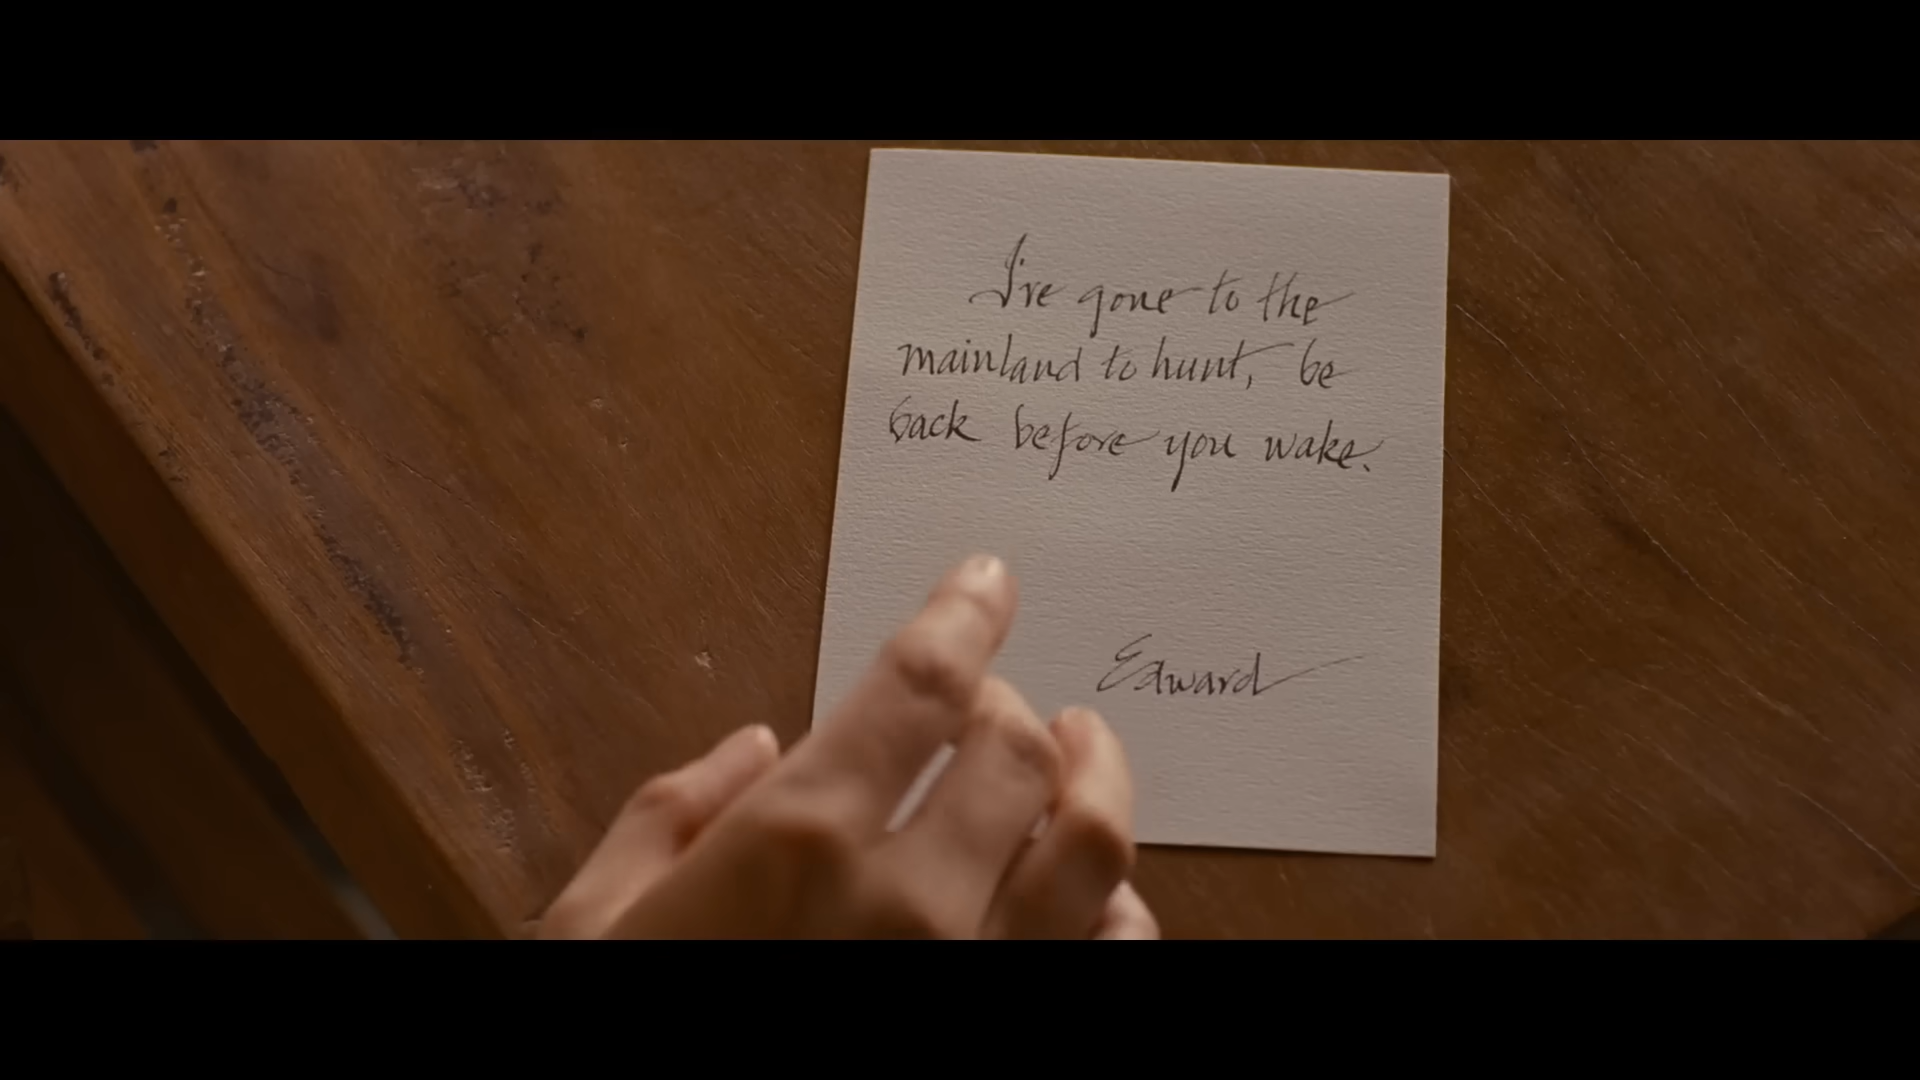 I've gone to the
mainland to hunt, be
back before you wake.
Edward